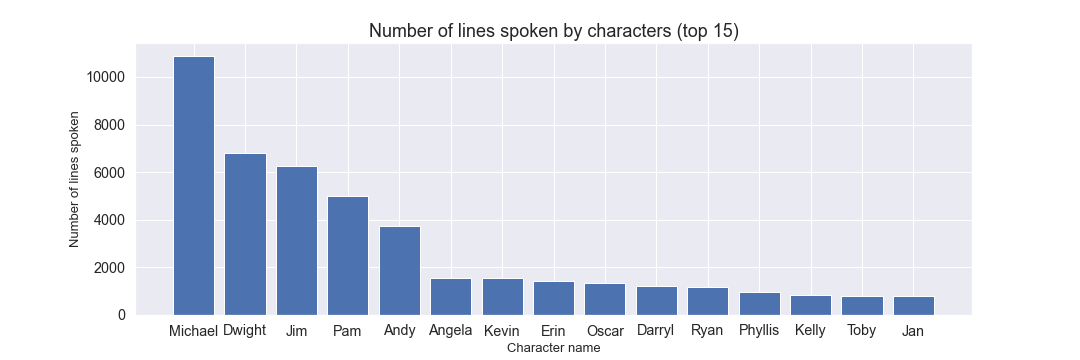 Number of lines spoken by characters (top 15)
Number of lines spoken
10000
8000
6000
4000
2000
0
Michael Dwight Jim Pam Andy Angela Kevin Erin Oscar Darryl Ryan Phyllis Kelly Toby Jan
Character name